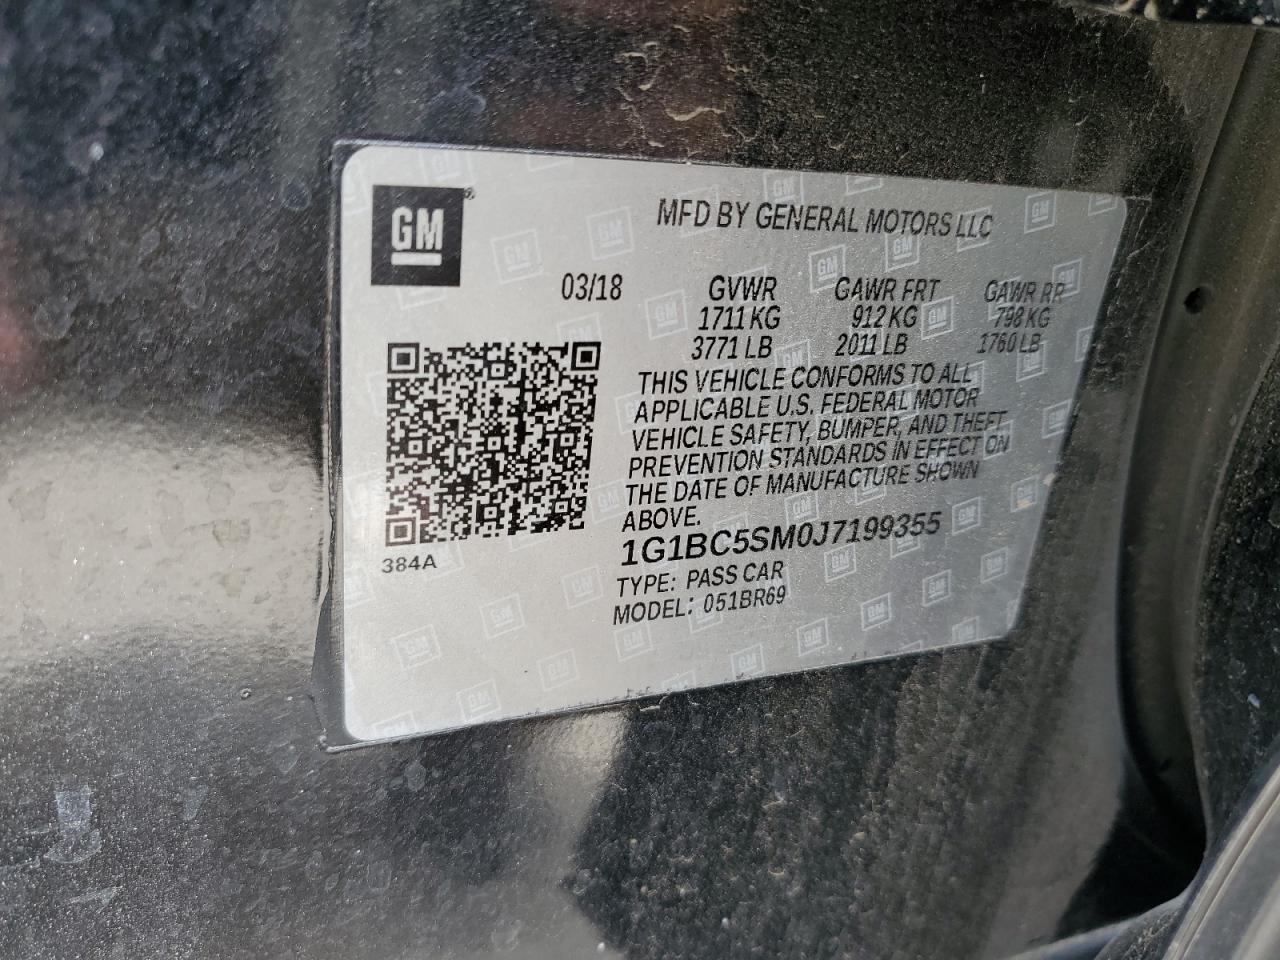 GM®
MFD BY GENERAL MOTORS LLC
03/18 GVWR GAWR FRT GAWR RR
1711 KG 912 KG 798 KG
3771 LB 2011 LB 1760 LB
THIS VEHICLE CONFORMS TO ALL
APPLICABLE U.S. FEDERAL MOTOR
VEHICLE SAFETY, BUMPER, AND THEFT
PREVENTION STANDARDS IN EFFECT ON
THE DATE OF MANUFACTURE SHOWN
ABOVE.
1G1BC5SM0J7199355
384A
TYPE: PASS CAR
MODEL: 051BR69